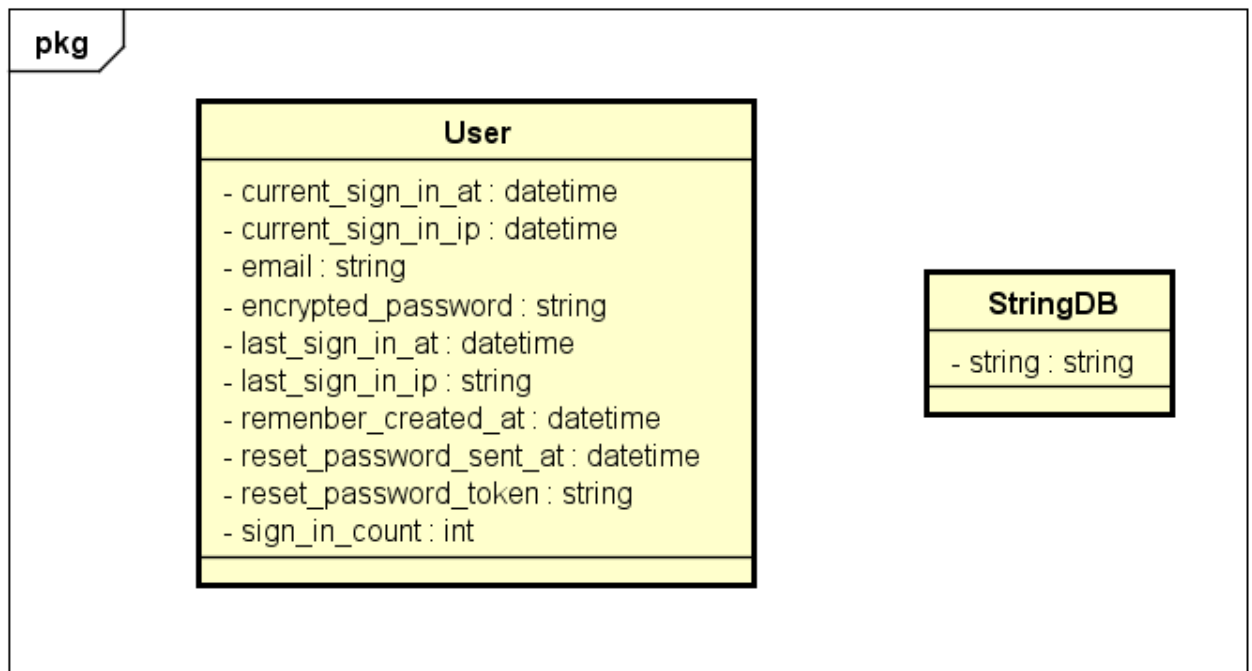 pkg
User
- current_sign_in_at : datetime
- current_sign_in_ip : datetime
- email : string
- encrypted_password : string
- last_sign_in_at : datetime
- last_sign_in_ip : string
- remenber_created_at : datetime
- reset_password_sent_at : datetime
- reset_password_token : string
- sign_in_count : int
StringDB
- string : string